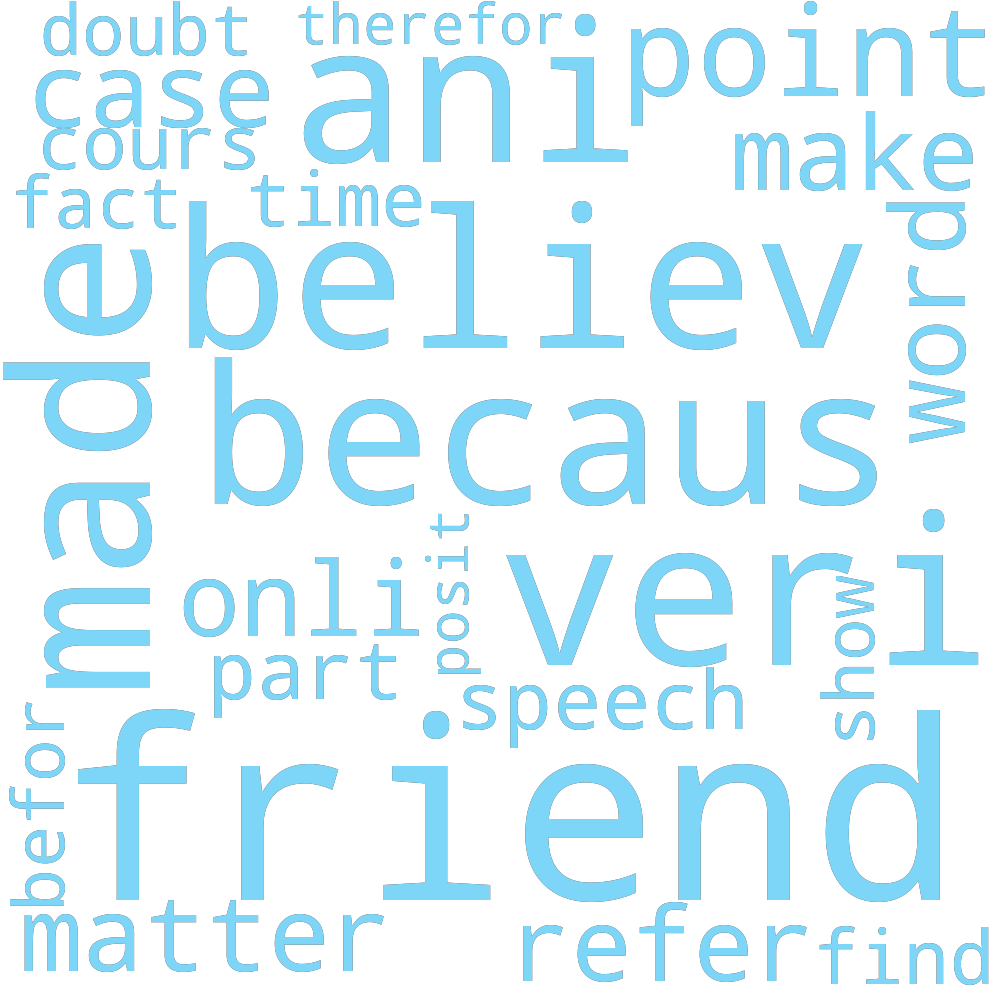 doubt
therefor
ani
point
case
cours
make
fact
time
word
made
believ
becaus
veri
onli
posit
show
part
speech
befor
friend
matter
refer
find